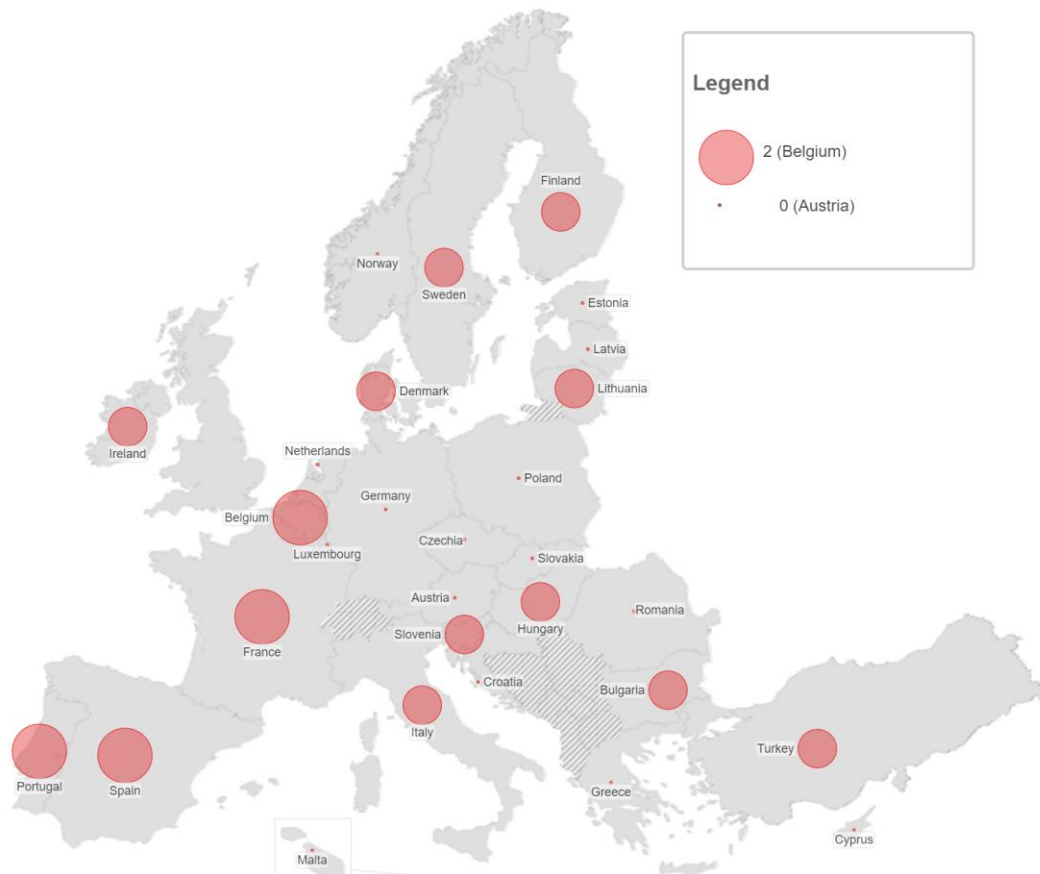 Legend
2 (Belgium)
0 (Austria)
Finland
Norway
Sweden
Estonia
Latvia
Lithuania
Denmark
Ireland
Netherlands
Poland
Germany
Belgium
Czechia
Luxembourg
Slovakia
Austria
Romania
Hungary
Slovenia
France
Croatia
Bulgaria
Italy
Turkey
Portugal
Spain
Greece
Cyprus
Malta